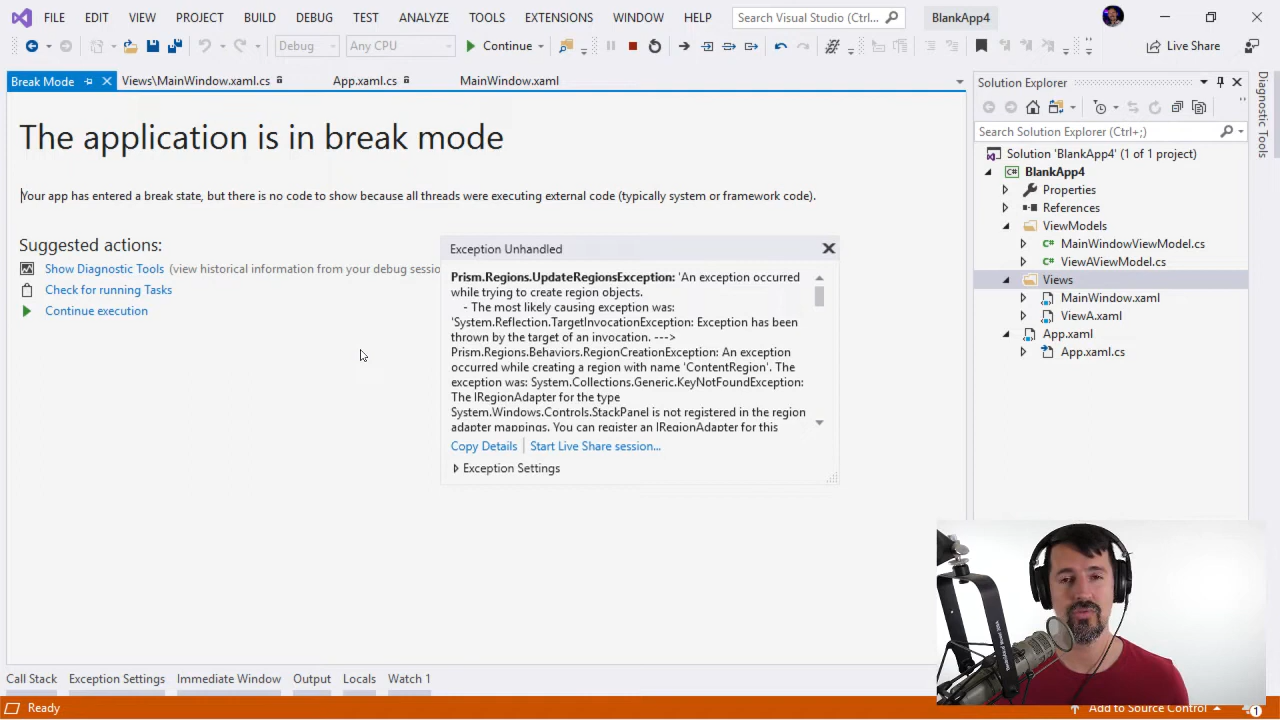 FILE EDIT VIEW PROJECT BUILD DEBUG TEST ANALYZE TOOLS EXTENSIONS WINDOW HELP Search Visual Studio (Ctrl... BlankApp4
Debug Any CPU Continue Live Share
Break Mode Views\MainWindow.xaml.cs App.xaml.cs MainWindow.xaml
The application is in break mode
Your app has entered a break state, but there is no code to show because all threads were executing external code (typically system or framework code).
Suggested actions:
Show Diagnostic Tools (view historical information from your debug sessio
Check for running Tasks
Continue execution
Exception Unhandled
Prism.Regions.UpdateRegionsException: 'An exception occurred
while trying to create region objects.
- The most likely causing exception was:
'System.Reflection.TargetInvocationException: Exception has been
thrown by the target of an invocation. --->
Prism.Regions.Behaviors.RegionCreationException: An exception
occurred while creating a region with name 'ContentRegion'. The
exception was: System.Collections.Generic.KeyNotFoundException:
The IRegionAdapter for the type
System.Windows.Controls.StackPanel is not registered in the region
adapter mappings. You can register an IRegionAdapter for this
Copy Details Start Live Share session...
Exception Settings
Solution Explorer
Search Solution Explorer (Ctrl+;)
Solution 'BlankApp4' (1 of 1 project)
BlankApp4
Properties
References
ViewModels
MainWindowViewModel.cs
ViewAViewModel.cs
Views
MainWindow.xaml
ViewA.xaml
App.xaml
App.xaml.cs
Diagnostic Tools
Call Stack Exception Settings Immediate Window Output Locals Watch 1
Ready Add to Source Control 1